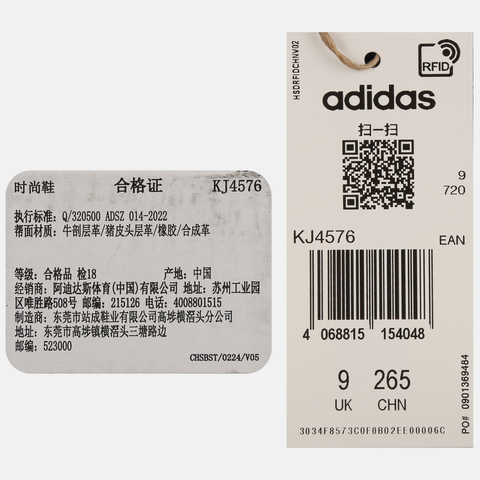 时尚鞋 合格证 KJ4576
执行标准: Q/320500 ADSZ 014-2022
帮面材质: 牛剖层革/猪皮头层革/橡胶/合成革
等级: 合格品 检18 产地: 中国
经销商: 阿迪达斯体育(中国)有限公司 地址: 苏州工业园
区唯胜路508号 邮编: 215126 电话: 4008801515
制造商: 东莞市站成鞋业有限公司高埗横滘头分公司
地址: 东莞市高埗镇横滘头三塘路边
邮编: 523000
CHSBST/0224/V05
HSDRFIDCHNV02
RFID
adidas
扫一扫
9
720
KJ4576
EAN
4 068815 154048
9 265
UK CHN
PO# 0901369484
3034F8573C0F0B02EE00006C